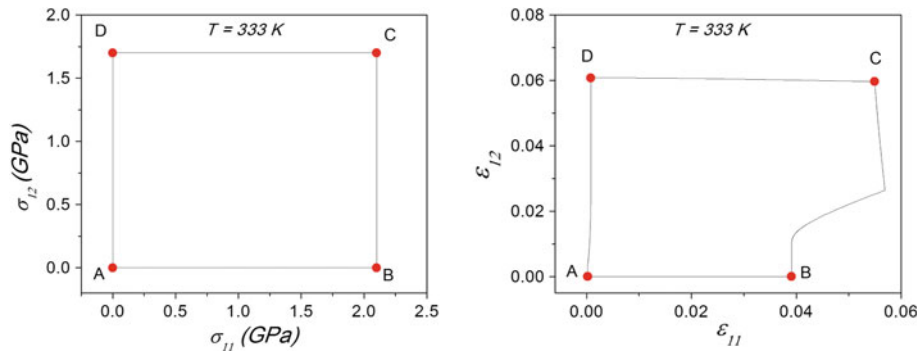 T = 333 K
D
C
A
B
2.0
1.5
1.0
0.5
0.0
σ12 (GPa)
0.0 0.5 1.0 1.5 2.0 2.5
σ11 (GPa)
T = 333 K
D
C
A
B
0.08
0.06
0.04
0.02
0.00
ε12
0.00 0.02 0.04 0.06
ε11